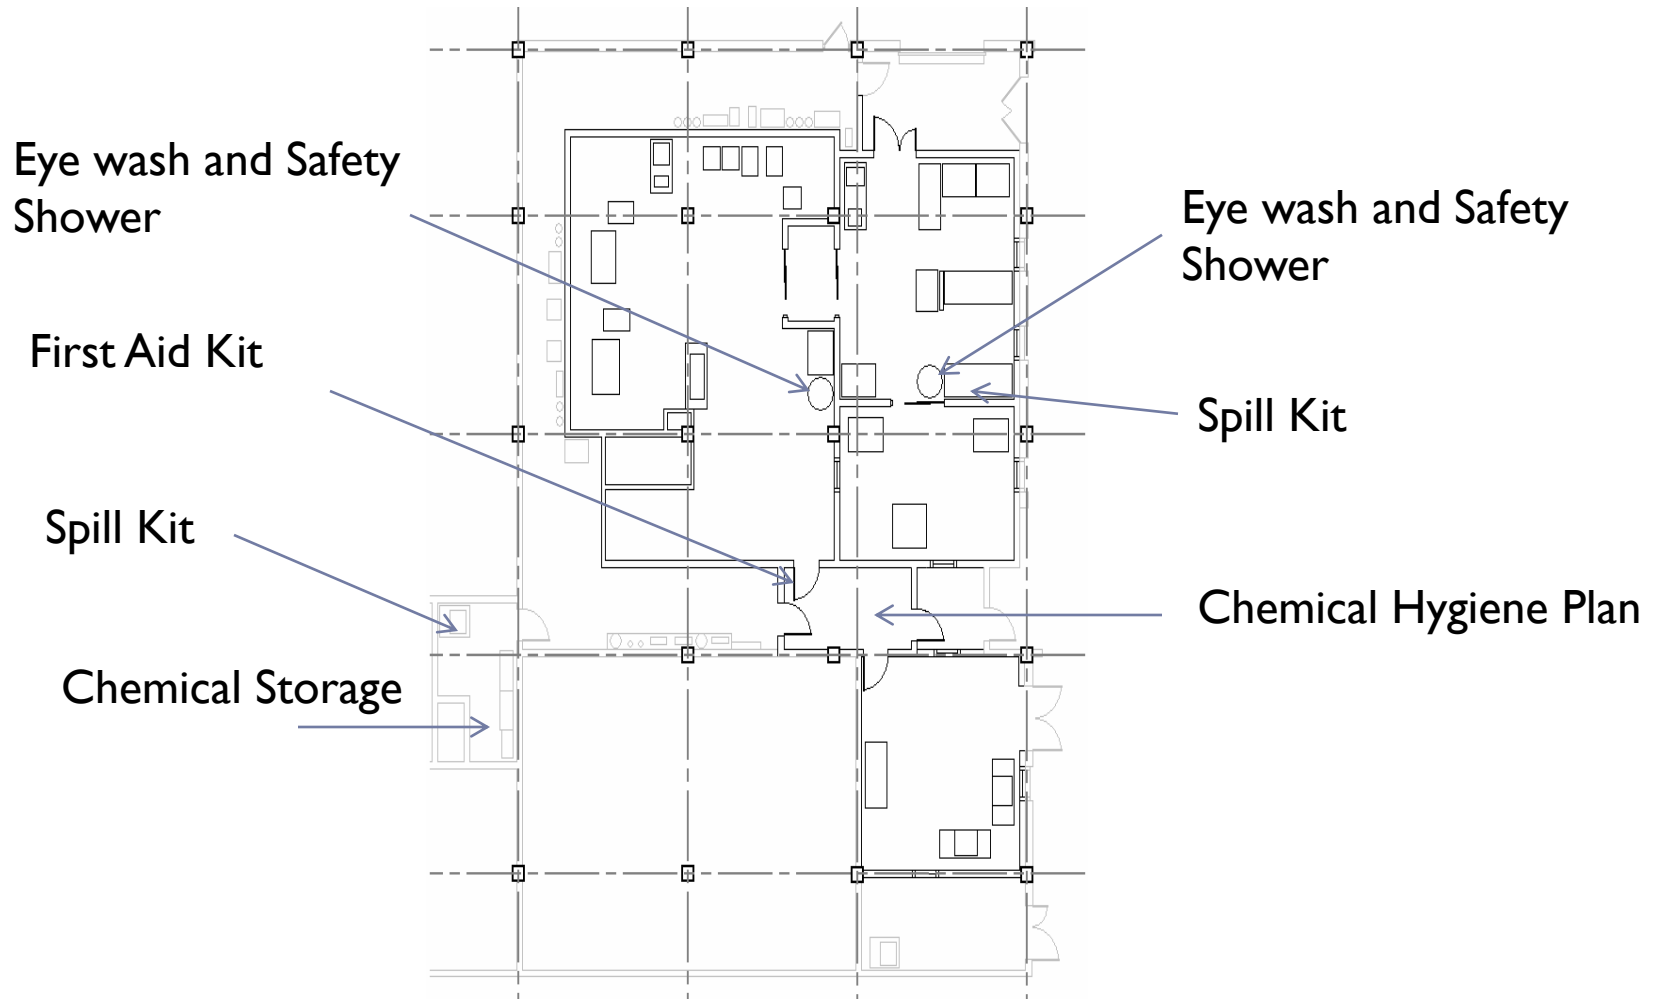 Eye wash and Safety
Shower
First Aid Kit
Spill Kit
Chemical Storage
Eye wash and Safety
Shower
Spill Kit
Chemical Hygiene Plan